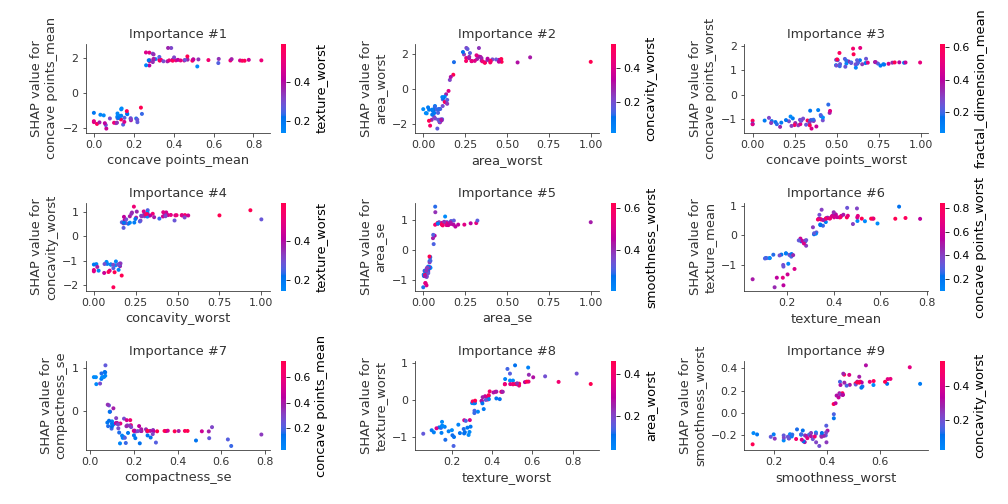 Importance #1
SHAP value for
concave points_mean
2
0
−2
0.0
0.2
0.4
0.6
0.8
concave points_mean
0.4
0.2
texture_worst
Importance #2
SHAP value for
area_worst
2
0
−2
0.00
0.25
0.50
0.75
1.00
area_worst
0.4
0.2
concavity_worst
Importance #3
SHAP value for
concave points_worst
2
1
0
−1
0.00
0.25
0.50
0.75
1.00
concave points_worst
0.6
0.4
0.2
fractal_dimension_mean
Importance #4
SHAP value for
concavity_worst
1
0
−1
−2
0.00
0.25
0.50
0.75
1.00
concavity_worst
0.4
0.2
texture_worst
Importance #5
SHAP value for
area_se
1
0
−1
0.00
0.25
0.50
0.75
1.00
area_se
0.6
0.4
smoothness_worst
Importance #6
SHAP value for
texture_mean
1
0
−1
0.2
0.4
0.6
0.8
texture_mean
0.8
0.6
0.4
0.2
concave points_worst
Importance #7
SHAP value for
compactness_se
1
0
0.0
0.2
0.4
0.6
0.8
compactness_se
0.6
0.4
0.2
concave points_mean
Importance #8
SHAP value for
texture_worst
1
0
−1
0.2
0.4
0.6
0.8
texture_worst
0.4
0.2
area_worst
Importance #9
SHAP value for
smoothness_worst
0.4
0.2
0.0
−0.2
0.2
0.4
0.6
smoothness_worst
0.4
0.2
concavity_worst